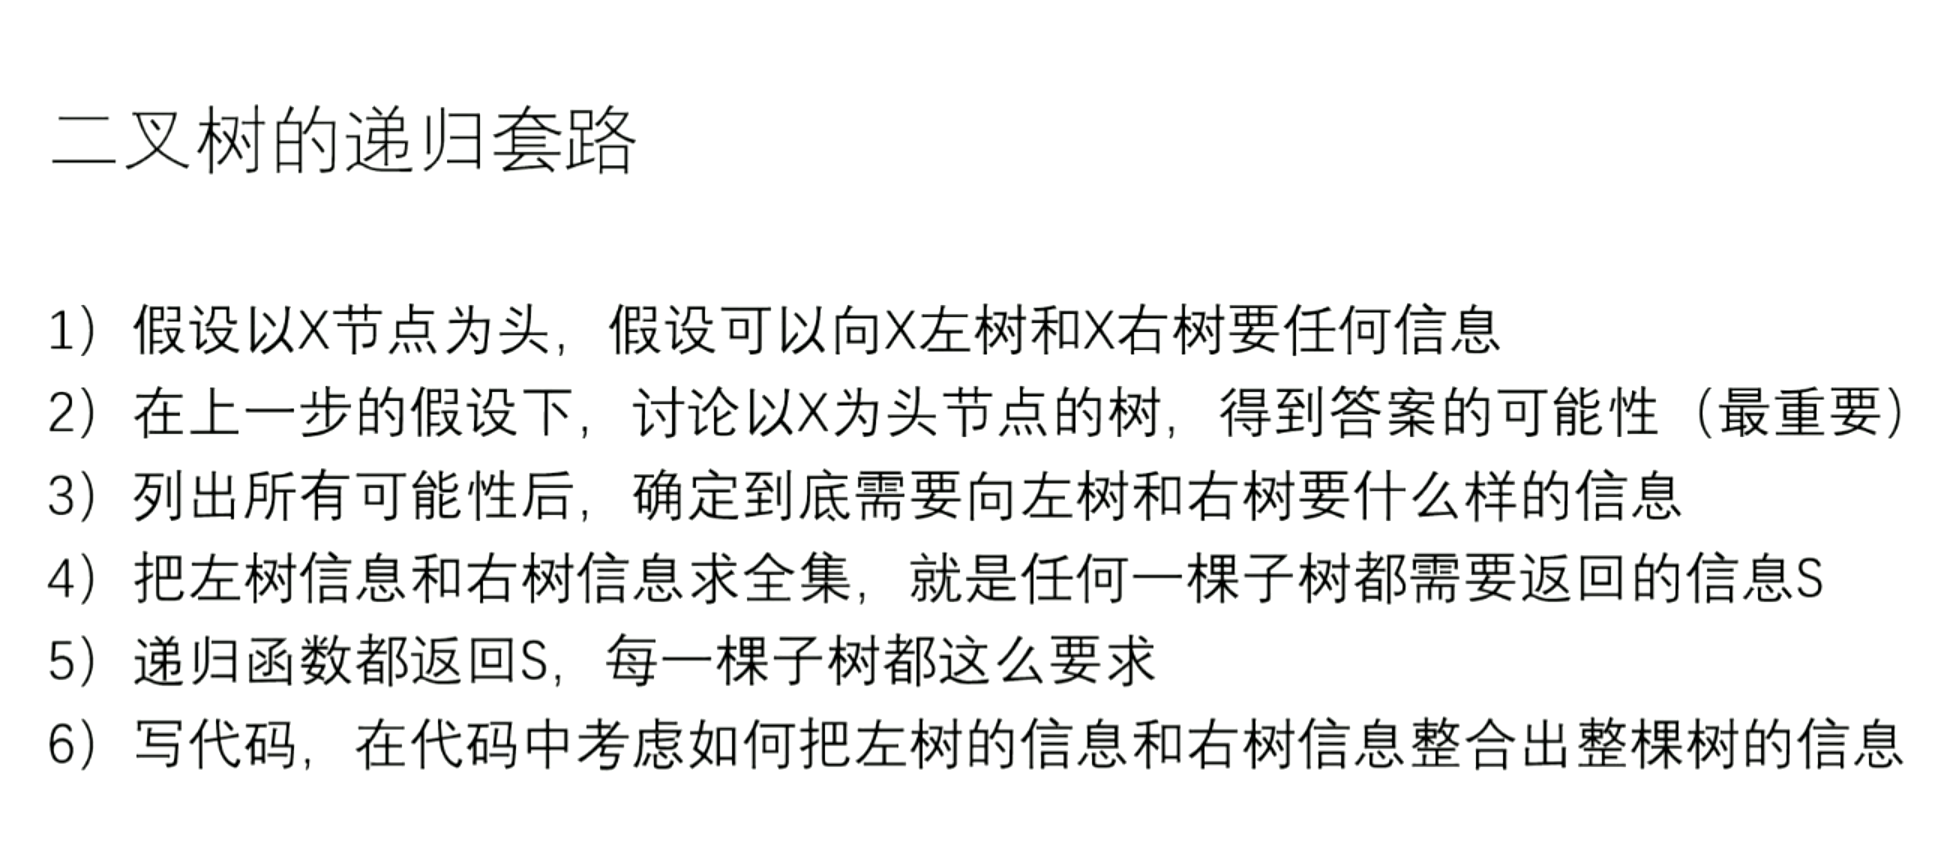 二叉树的递归套路
1）假设以X节点为头，假设可以向X左树和X右树要任何信息
2）在上一步的假设下，讨论以X为头节点的树，得到答案的可能性（最重要）
3）列出所有可能性后，确定到底需要向左树和右树要什么样的信息
4）把左树信息和右树信息求全集，就是任何一棵子树都需要返回的信息S
5）递归函数都返回S，每一棵子树都这么要求
6）写代码，在代码中考虑如何把左树的信息和右树信息整合出整棵树的信息